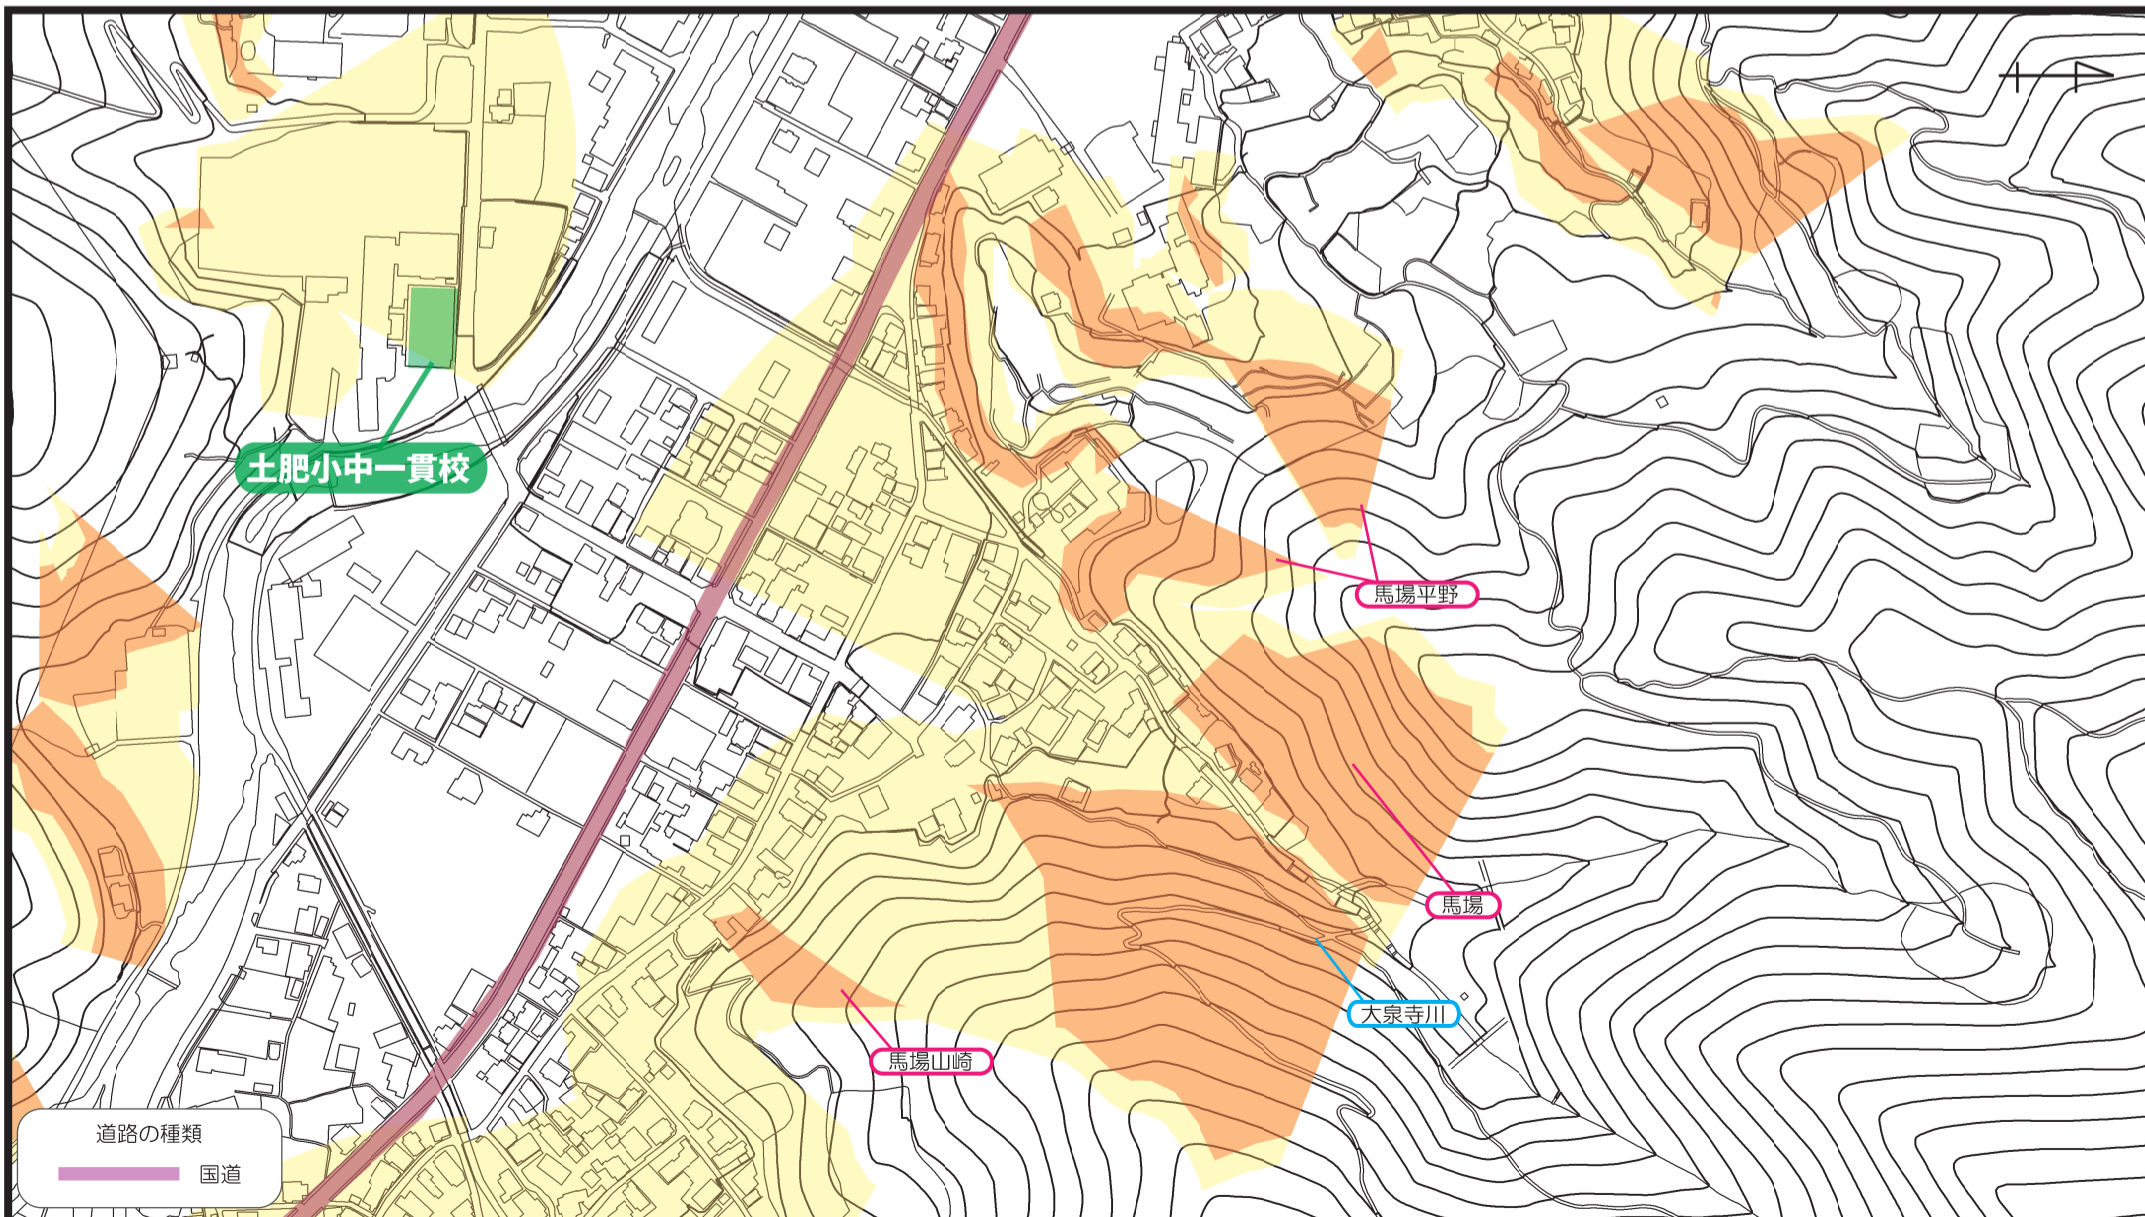 土肥小中一貫校
馬場平野
馬場
大泉寺川
馬場山崎
道路の種類
国道